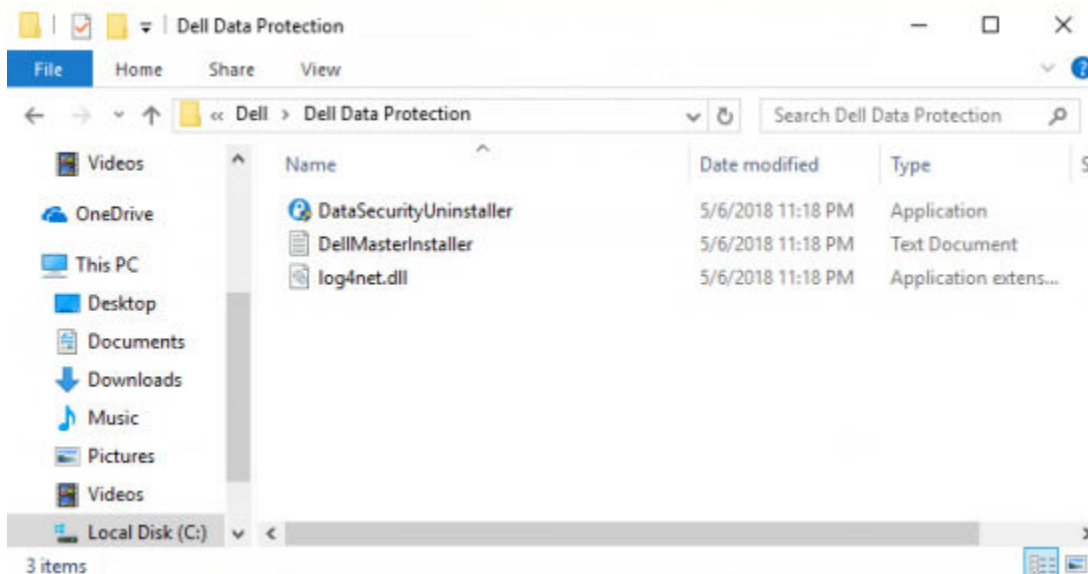 Dell Data Protection
File Home Share View
« Dell > Dell Data Protection Search Dell Data Protection
Videos
OneDrive
This PC
Desktop
Documents
Downloads
Music
Pictures
Videos
Local Disk (C:)
Name Date modified Type S
DataSecurityUninstaller 5/6/2018 11:18 PM Application
DellMasterInstaller 5/6/2018 11:18 PM Text Document
log4net.dll 5/6/2018 11:18 PM Application extens...
3 items